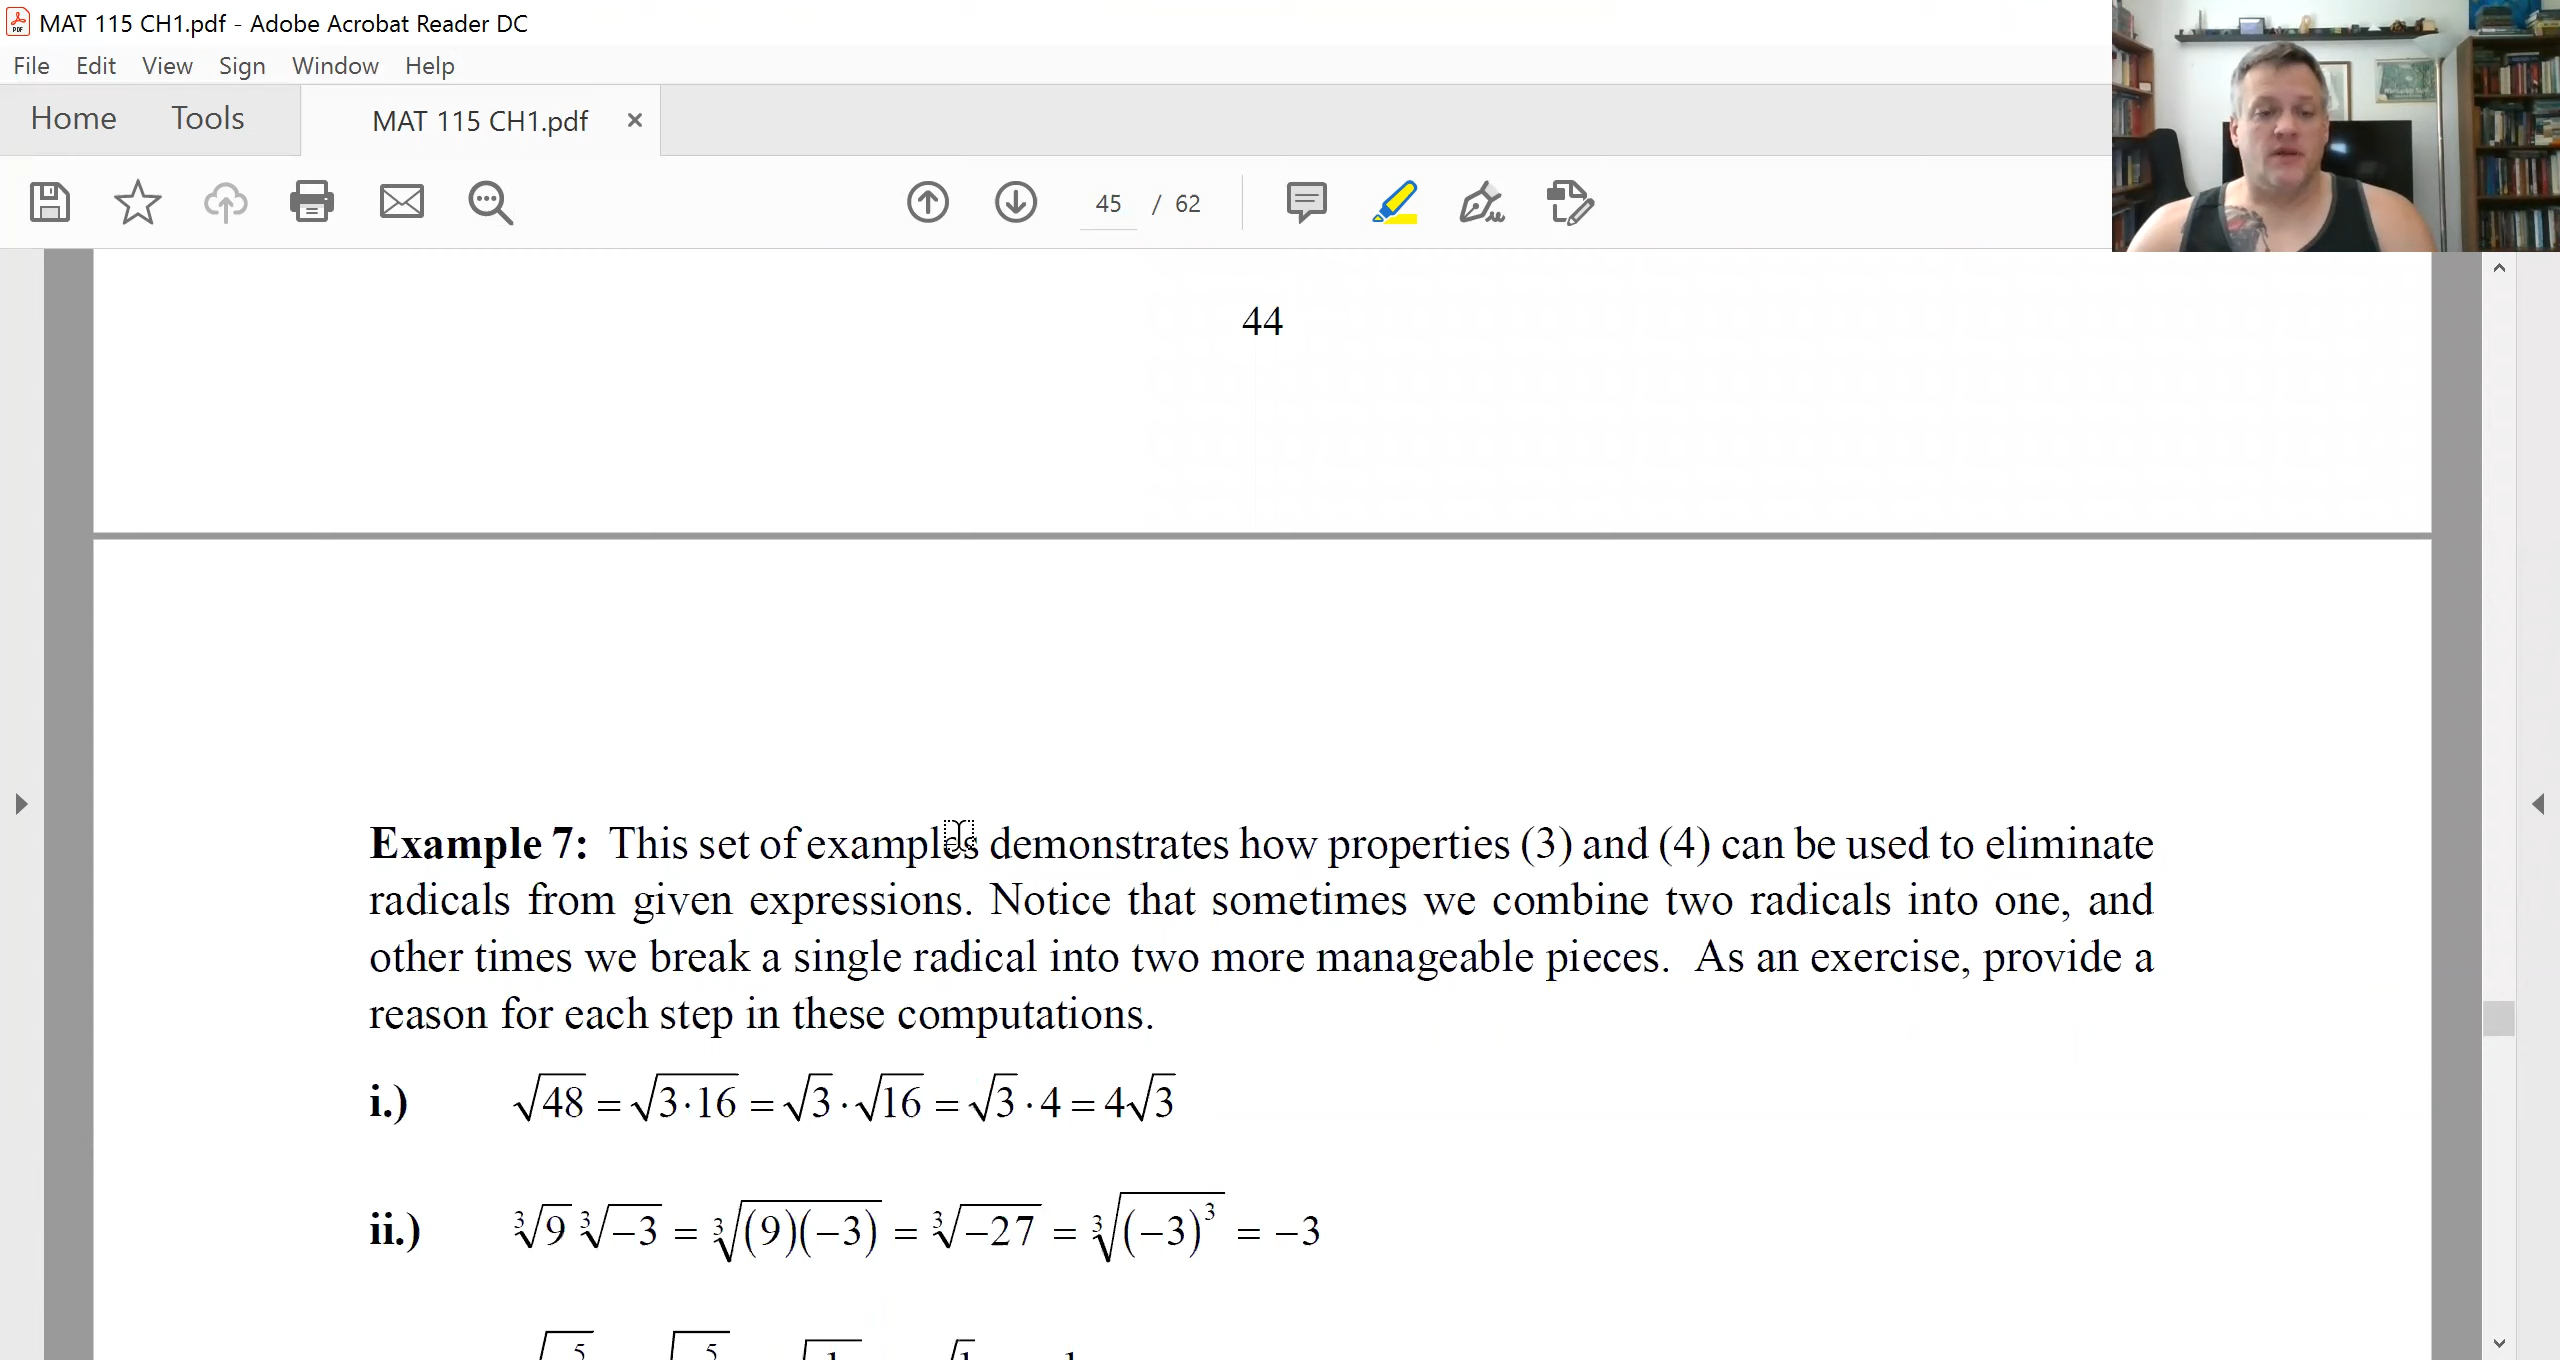 MAT 115 CH1.pdf - Adobe Acrobat Reader DC
File Edit View Sign Window Help
Home Tools MAT 115 CH1.pdf ×
45 / 62
44
Example 7: This set of examples demonstrates how properties (3) and (4) can be used to eliminate
radicals from given expressions. Notice that sometimes we combine two radicals into one, and
other times we break a single radical into two more manageable pieces. As an exercise, provide a
reason for each step in these computations.
i.) √48 = √3·16 = √3 · √16 = √3 · 4 = 4√3
ii.) ∛9 ∛−3 = ∛(9)(−3) = ∛−27 = ∛(−3)³ = −3